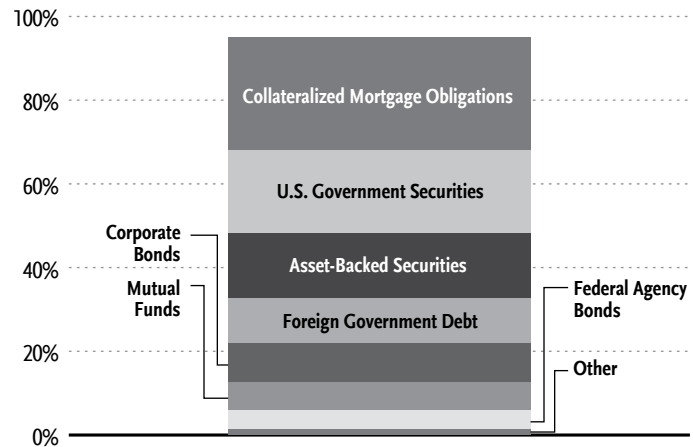 100%
80%
60%
40%
20%
0%
Collateralized Mortgage Obligations
U.S. Government Securities
Asset-Backed Securities
Foreign Government Debt
Corporate
Bonds
Mutual
Funds
Federal Agency
Bonds
Other